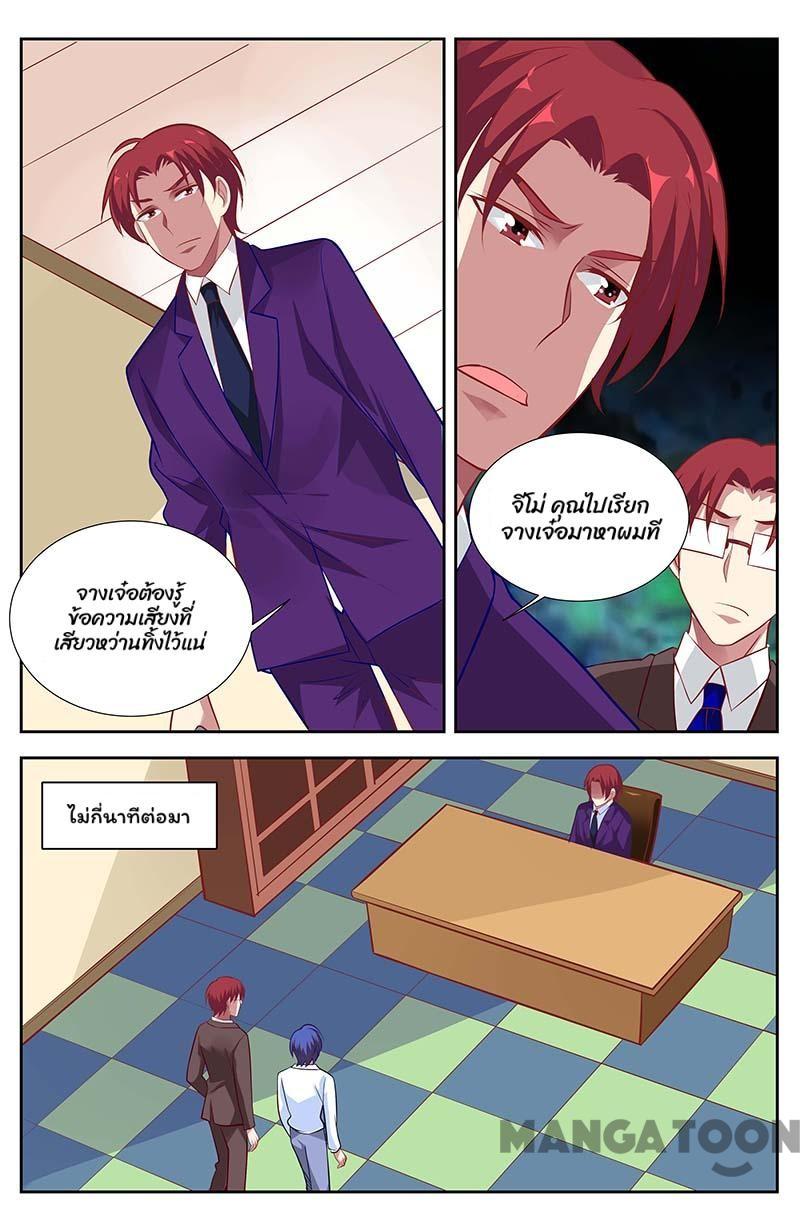 จางเจ๋อต้องรู้
ข้อความเสียงที่
เสี่ยวหว่านทิ้งไว้แน่
จีโม่ คุณไปเรียก
จางเจ๋อมาหาผมที
ไม่กี่นาทีต่อมา
MANGATOON